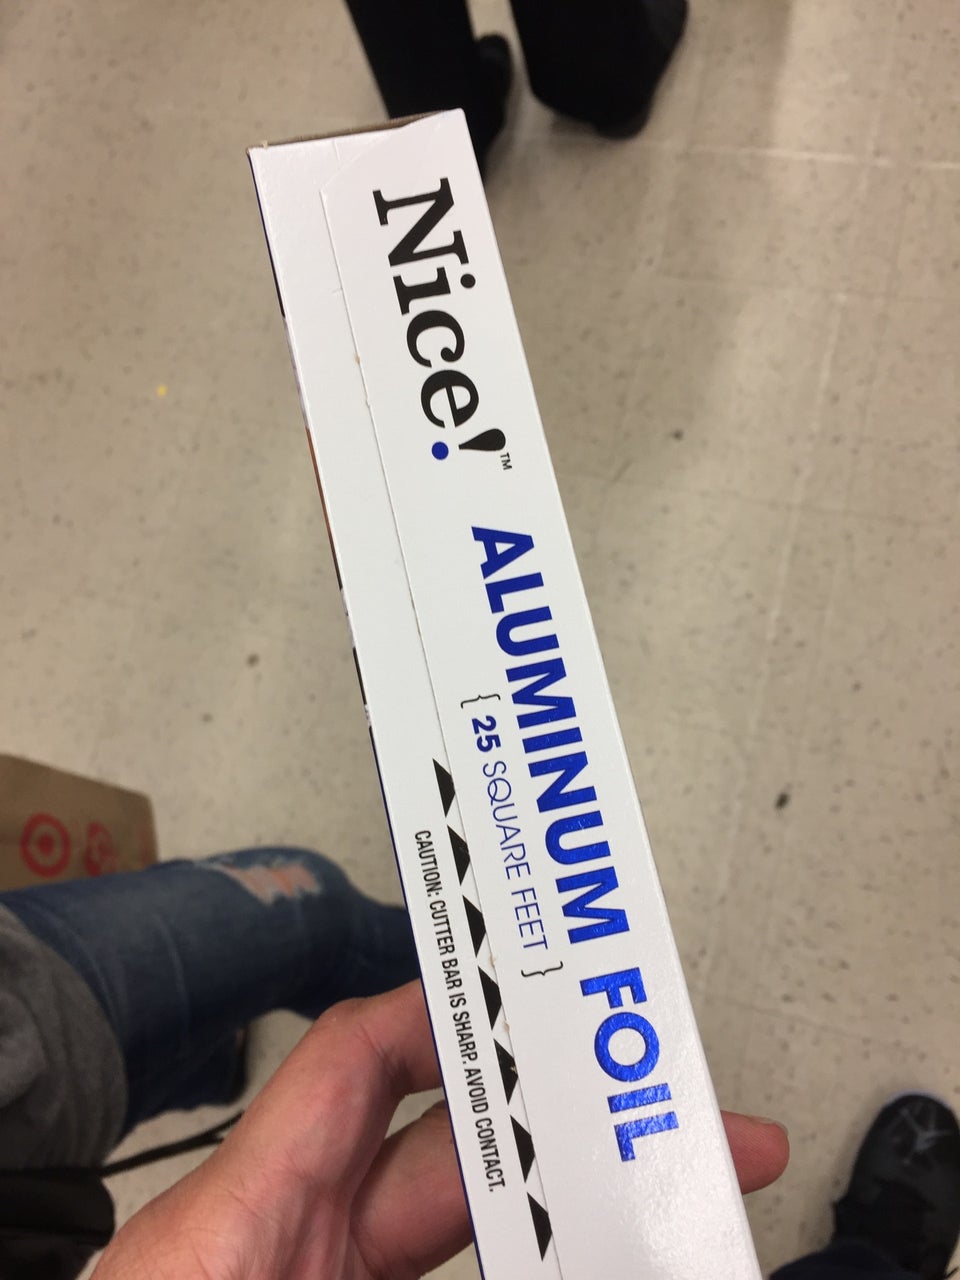 Nice!™
ALUMINUM FOIL
{ 25 SQUARE FEET }
CAUTION: CUTTER BAR IS SHARP. AVOID CONTACT.